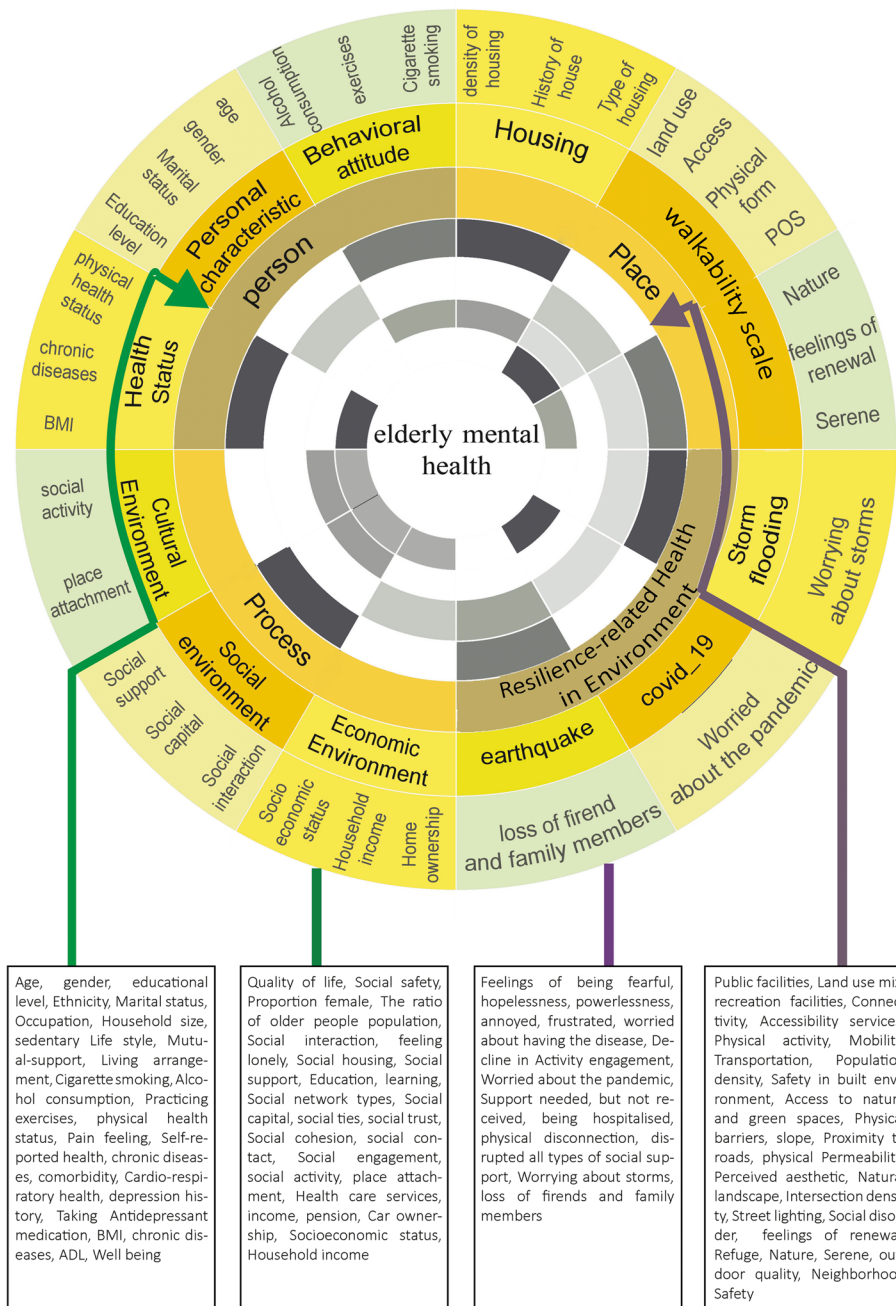 Alcohol
consumption
exercises
Cigarette
smoking
density of
housing
History of
house
Type of
housing
land use
Access
Physical
form
POS
Nature
feelings of
renewal
Serene
Worrying
about storms
Worried
about the pandemic
loss of firend
and family members
Home
ownership
Household
income
Socio
economic
status
Social
interaction
Social
capital
Social
support
place
attachment
social
activity
BMI
chronic
diseases
physical
health
status
Education
level
Marital
status
gender
age
Behavioral
attitude
Housing
walkability scale
Storm
flooding
covid_19
earthquake
Economic
Environment
Social
environment
Cultural
Environment
Health
Status
Personal
characteristic
person
Place
Resilience-related Health
in Environment
Process
elderly mental
health
Age, gender, educational
level, Ethnicity, Marital status,
Occupation, Household size,
sedentary Life style, Mutu-
al-support, Living arrange-
ment, Cigarette smoking, Alco-
hol consumption, Practicing
exercises, physical health
status, Pain feeling, Self-re-
ported health, chronic diseas-
es, comorbidity, Cardio-respi-
ratory health, depression his-
tory, Taking Antidepressant
medication, BMI, chronic dis-
eases, ADL, Well being
Quality of life, Social safety,
Proportion female, The ratio
of older people population,
Social interaction, feeling
lonely, Social housing, Social
support, Education, learning,
Social network types, Social
capital, social ties, social trust,
Social cohesion, social con-
tact, Social engagement,
social activity, place attach-
ment, Health care services,
income, pension, Car owner-
ship, Socioeconomic status,
Household income
Feelings of being fearful,
hopelessness, powerlessness,
annoyed, frustrated, worried
about having the disease, De-
cline in Activity engagement,
Worried about the pandemic,
Support needed, but not re-
ceived, being hospitalised,
physical disconnection, dis-
rupted all types of social sup-
port, Worrying about storms,
loss of firends and family
members
Public facilities, Land use mix
recreation facilities, Connec
tivity, Accessibility service
Physical activity, Mobilit
Transportation, Populatio
density, Safety in built env
ronment, Access to natur
and green spaces, Physica
barriers, slope, Proximity t
roads, physical Permeabilit
Perceived aesthetic, Natura
landscape, Intersection dens
ty, Street lighting, Social diso
der, feelings of renewa
Refuge, Nature, Serene, ou
door quality, Neighborhoo
Safety